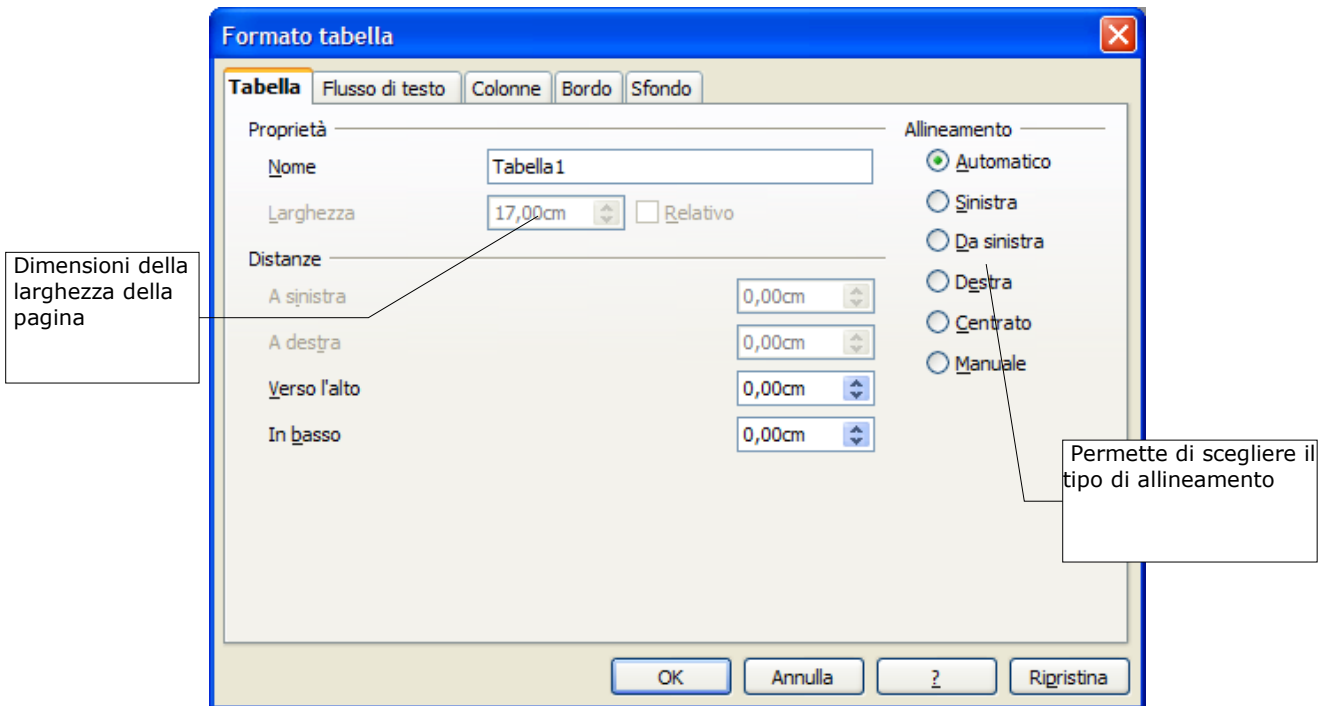 Formato tabella
Tabella Flusso di testo Colonne Bordo Sfondo
Proprietà
Nome Tabella1
Larghezza 17,00cm Relativo
Distanze
A sinistra 0,00cm
A destra 0,00cm
Verso l'alto 0,00cm
In basso 0,00cm
Allineamento
Automatico
Sinistra
Da sinistra
Destra
Centrato
Manuale
Dimensioni della
larghezza della
pagina
Permette di scegliere il
tipo di allineamento
OK Annulla ? Ripristina